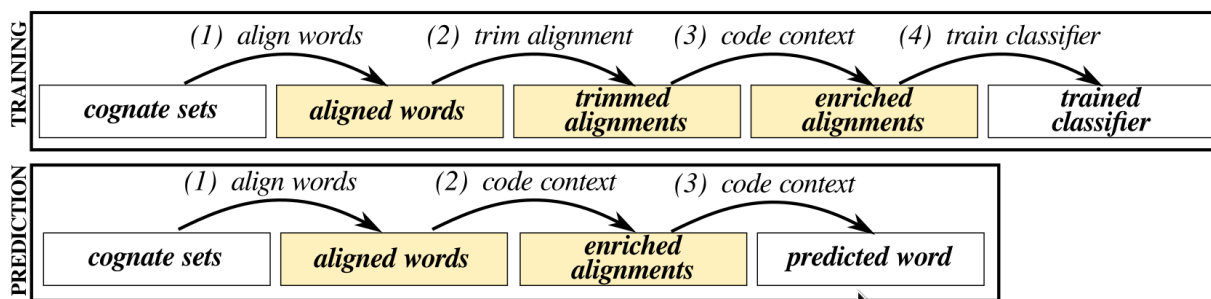 TRAINING
(1) align words (2) trim alignment (3) code context (4) train classifier
cognate sets
aligned words
trimmed
alignments
enriched
alignments
trained
classifier
PREDICTION
(1) align words (2) code context (3) code context
cognate sets
aligned words
enriched
alignments
predicted word